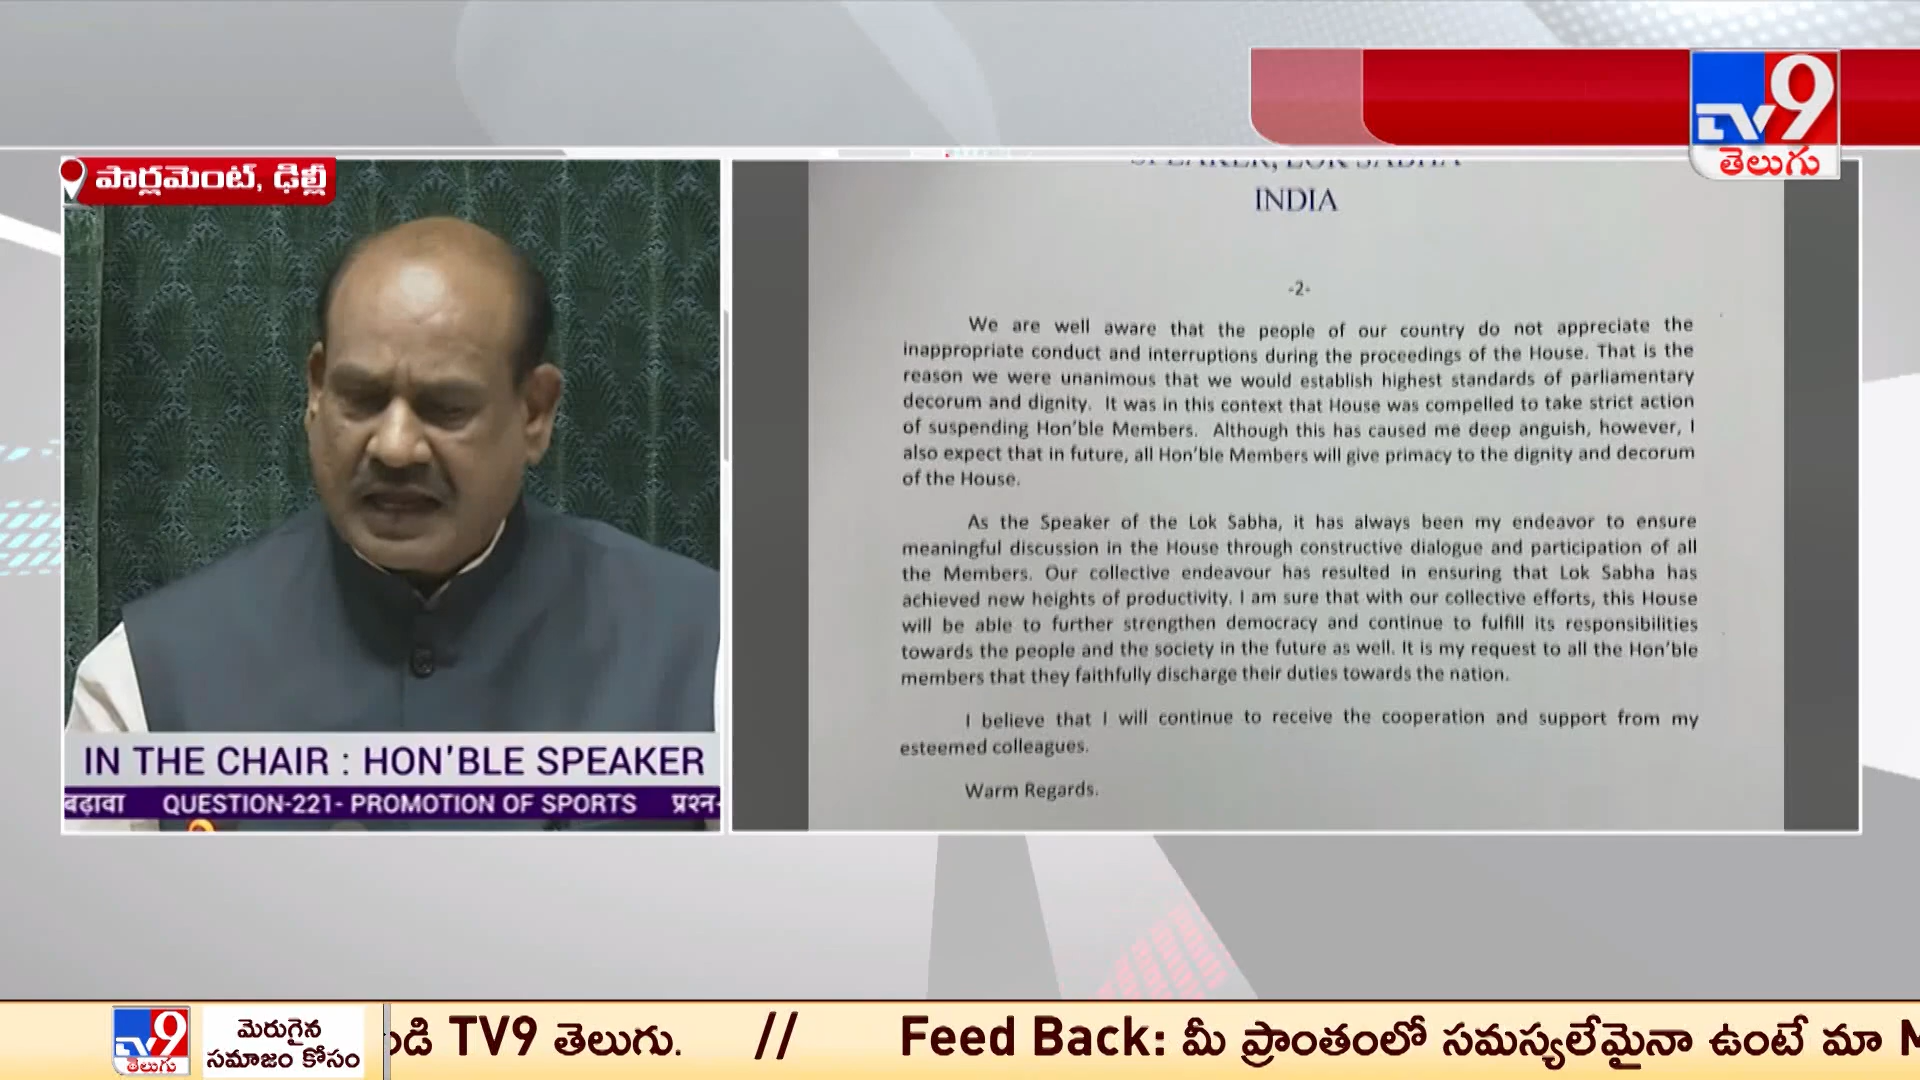 TV9
తెలుగు
పార్లమెంట్, ఢిల్లీ
IN THE CHAIR : HON'BLE SPEAKER
बढ़ावा QUESTION-221- PROMOTION OF SPORTS प्रश्न-
SPEAKER, LOK SABHA
INDIA
-2-
We are well aware that the people of our country do not appreciate the
inappropriate conduct and interruptions during the proceedings of the House. That is the
reason we were unanimous that we would establish highest standards of parliamentary
decorum and dignity. It was in this context that House was compelled to take strict action
of suspending Hon'ble Members. Although this has caused me deep anguish, however, I
also expect that in future, all Hon'ble Members will give primacy to the dignity and decorum
of the House.
As the Speaker of the Lok Sabha, it has always been my endeavor to ensure
meaningful discussion in the House through constructive dialogue and participation of all
the Members. Our collective endeavour has resulted in ensuring that Lok Sabha has
achieved new heights of productivity. I am sure that with our collective efforts, this House
will be able to further strengthen democracy and continue to fulfill its responsibilities
towards the people and the society in the future as well. It is my request to all the Hon'ble
members that they faithfully discharge their duties towards the nation.
I believe that I will continue to receive the cooperation and support from my
esteemed colleagues.
Warm Regards.
TV9
తెలుగు
మెరుగైన
సమాజం కోసం
TV9 తెలుగు. // Feed Back: మీ ప్రాంతంలో సమస్యలేమైనా ఉంటే మా